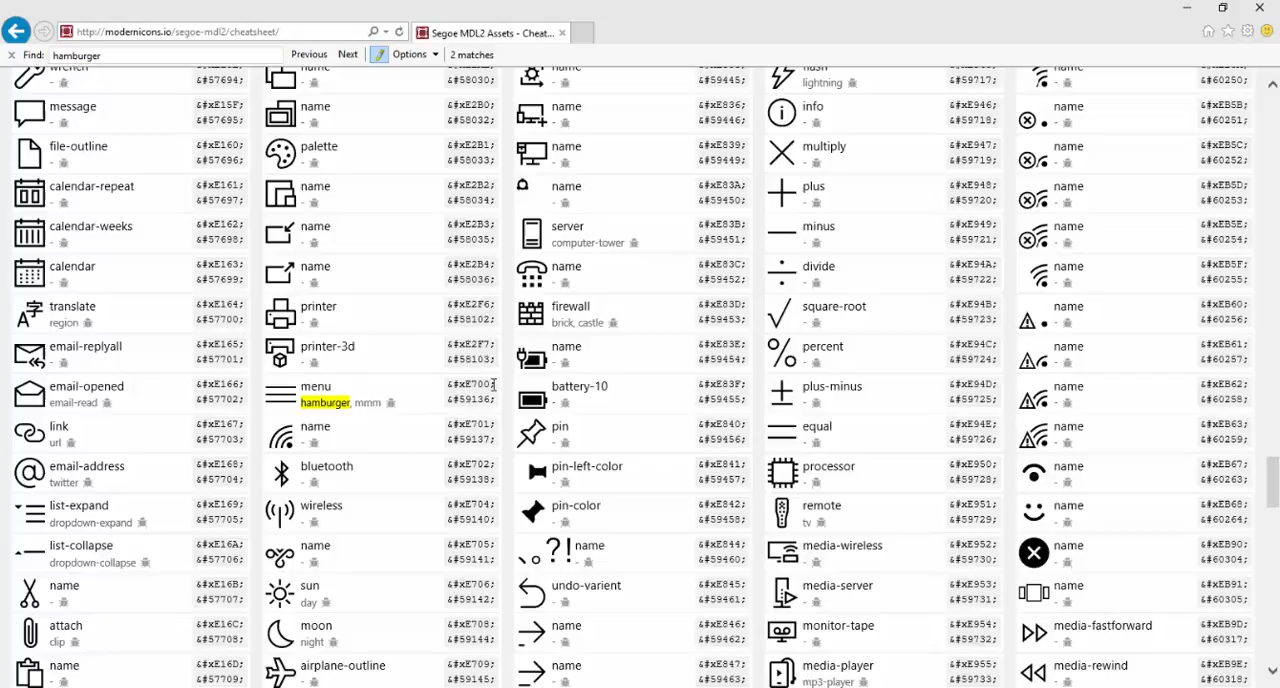 http://modernicons.io/segoe-mdl2/cheatsheet/
Segoe MDL2 Assets - Cheat...
Find: hamburger Previous Next Options 2 matches
wrench
- &#57694;
message &#xE15F;
- &#57695;
file-outline &#xE160;
- &#57696;
calendar-repeat &#xE161;
- &#57697;
calendar-weeks &#xE162;
- &#57698;
calendar &#xE163;
- &#57699;
translate &#xE164;
region &#57700;
email-replyall &#xE165;
- &#57701;
email-opened &#xE166;
email-read &#57702;
link &#xE167;
url &#57703;
email-address &#xE168;
twitter &#57704;
list-expand &#xE169;
dropdown-expand &#57705;
list-collapse &#xE16A;
dropdown-collapse &#57706;
name &#xE16B;
- &#57707;
attach &#xE16C;
clip &#57708;
name &#xE16D;
- &#57709;
name
- &#58030;
name &#xE2B0;
- &#58032;
palette &#xE2B1;
- &#58033;
name &#xE2B2;
- &#58034;
name &#xE2B3;
- &#58035;
name &#xE2B4;
- &#58036;
printer &#xE2F6;
- &#58102;
printer-3d &#xE2F7;
- &#58103;
menu &#xE700;
hamburger, mmm &#59136;
name &#xE701;
- &#59137;
bluetooth &#xE702;
- &#59138;
wireless &#xE704;
- &#59140;
name &#xE705;
- &#59141;
sun &#xE706;
day &#59142;
moon &#xE708;
night &#59144;
airplane-outline &#xE709;
- &#59145;
name
- &#59445;
name &#xE836;
- &#59446;
name &#xE839;
- &#59449;
name &#xE83A;
- &#59450;
server &#xE83B;
computer-tower &#59451;
name &#xE83C;
- &#59452;
firewall &#xE83D;
brick, castle &#59453;
name &#xE83E;
- &#59454;
battery-10 &#xE83F;
- &#59455;
pin &#xE840;
- &#59456;
pin-left-color &#xE841;
- &#59457;
pin-color &#xE842;
- &#59458;
name &#xE844;
- &#59460;
undo-varient &#xE845;
- &#59461;
name &#xE846;
- &#59462;
name &#xE847;
- &#59463;
flash
lightning &#59717;
info &#xE946;
- &#59718;
multiply &#xE947;
- &#59719;
plus &#xE948;
- &#59720;
minus &#xE949;
- &#59721;
divide &#xE94A;
- &#59722;
square-root &#xE94B;
- &#59723;
percent &#xE94C;
- &#59724;
plus-minus &#xE94D;
- &#59725;
equal &#xE94E;
- &#59726;
processor &#xE950;
- &#59728;
remote &#xE951;
tv &#59729;
media-wireless &#xE952;
- &#59730;
media-server &#xE953;
- &#59731;
monitor-tape &#xE954;
- &#59732;
media-player &#xE955;
mp3-player &#59733;
name
- &#60250;
name &#xEB5B;
- &#60251;
name &#xEB5C;
- &#60252;
name &#xEB5D;
- &#60253;
name &#xEB5E;
- &#60254;
name &#xEB5F;
- &#60255;
name &#xEB60;
- &#60256;
name &#xEB61;
- &#60257;
name &#xEB62;
- &#60258;
name &#xEB63;
- &#60259;
name &#xEB67;
- &#60263;
name &#xEB68;
- &#60264;
name &#xEB90;
- &#60304;
name &#xEB91;
- &#60305;
media-fastforward &#xEB9D;
- &#60317;
media-rewind &#xEB9E;
- &#60318;